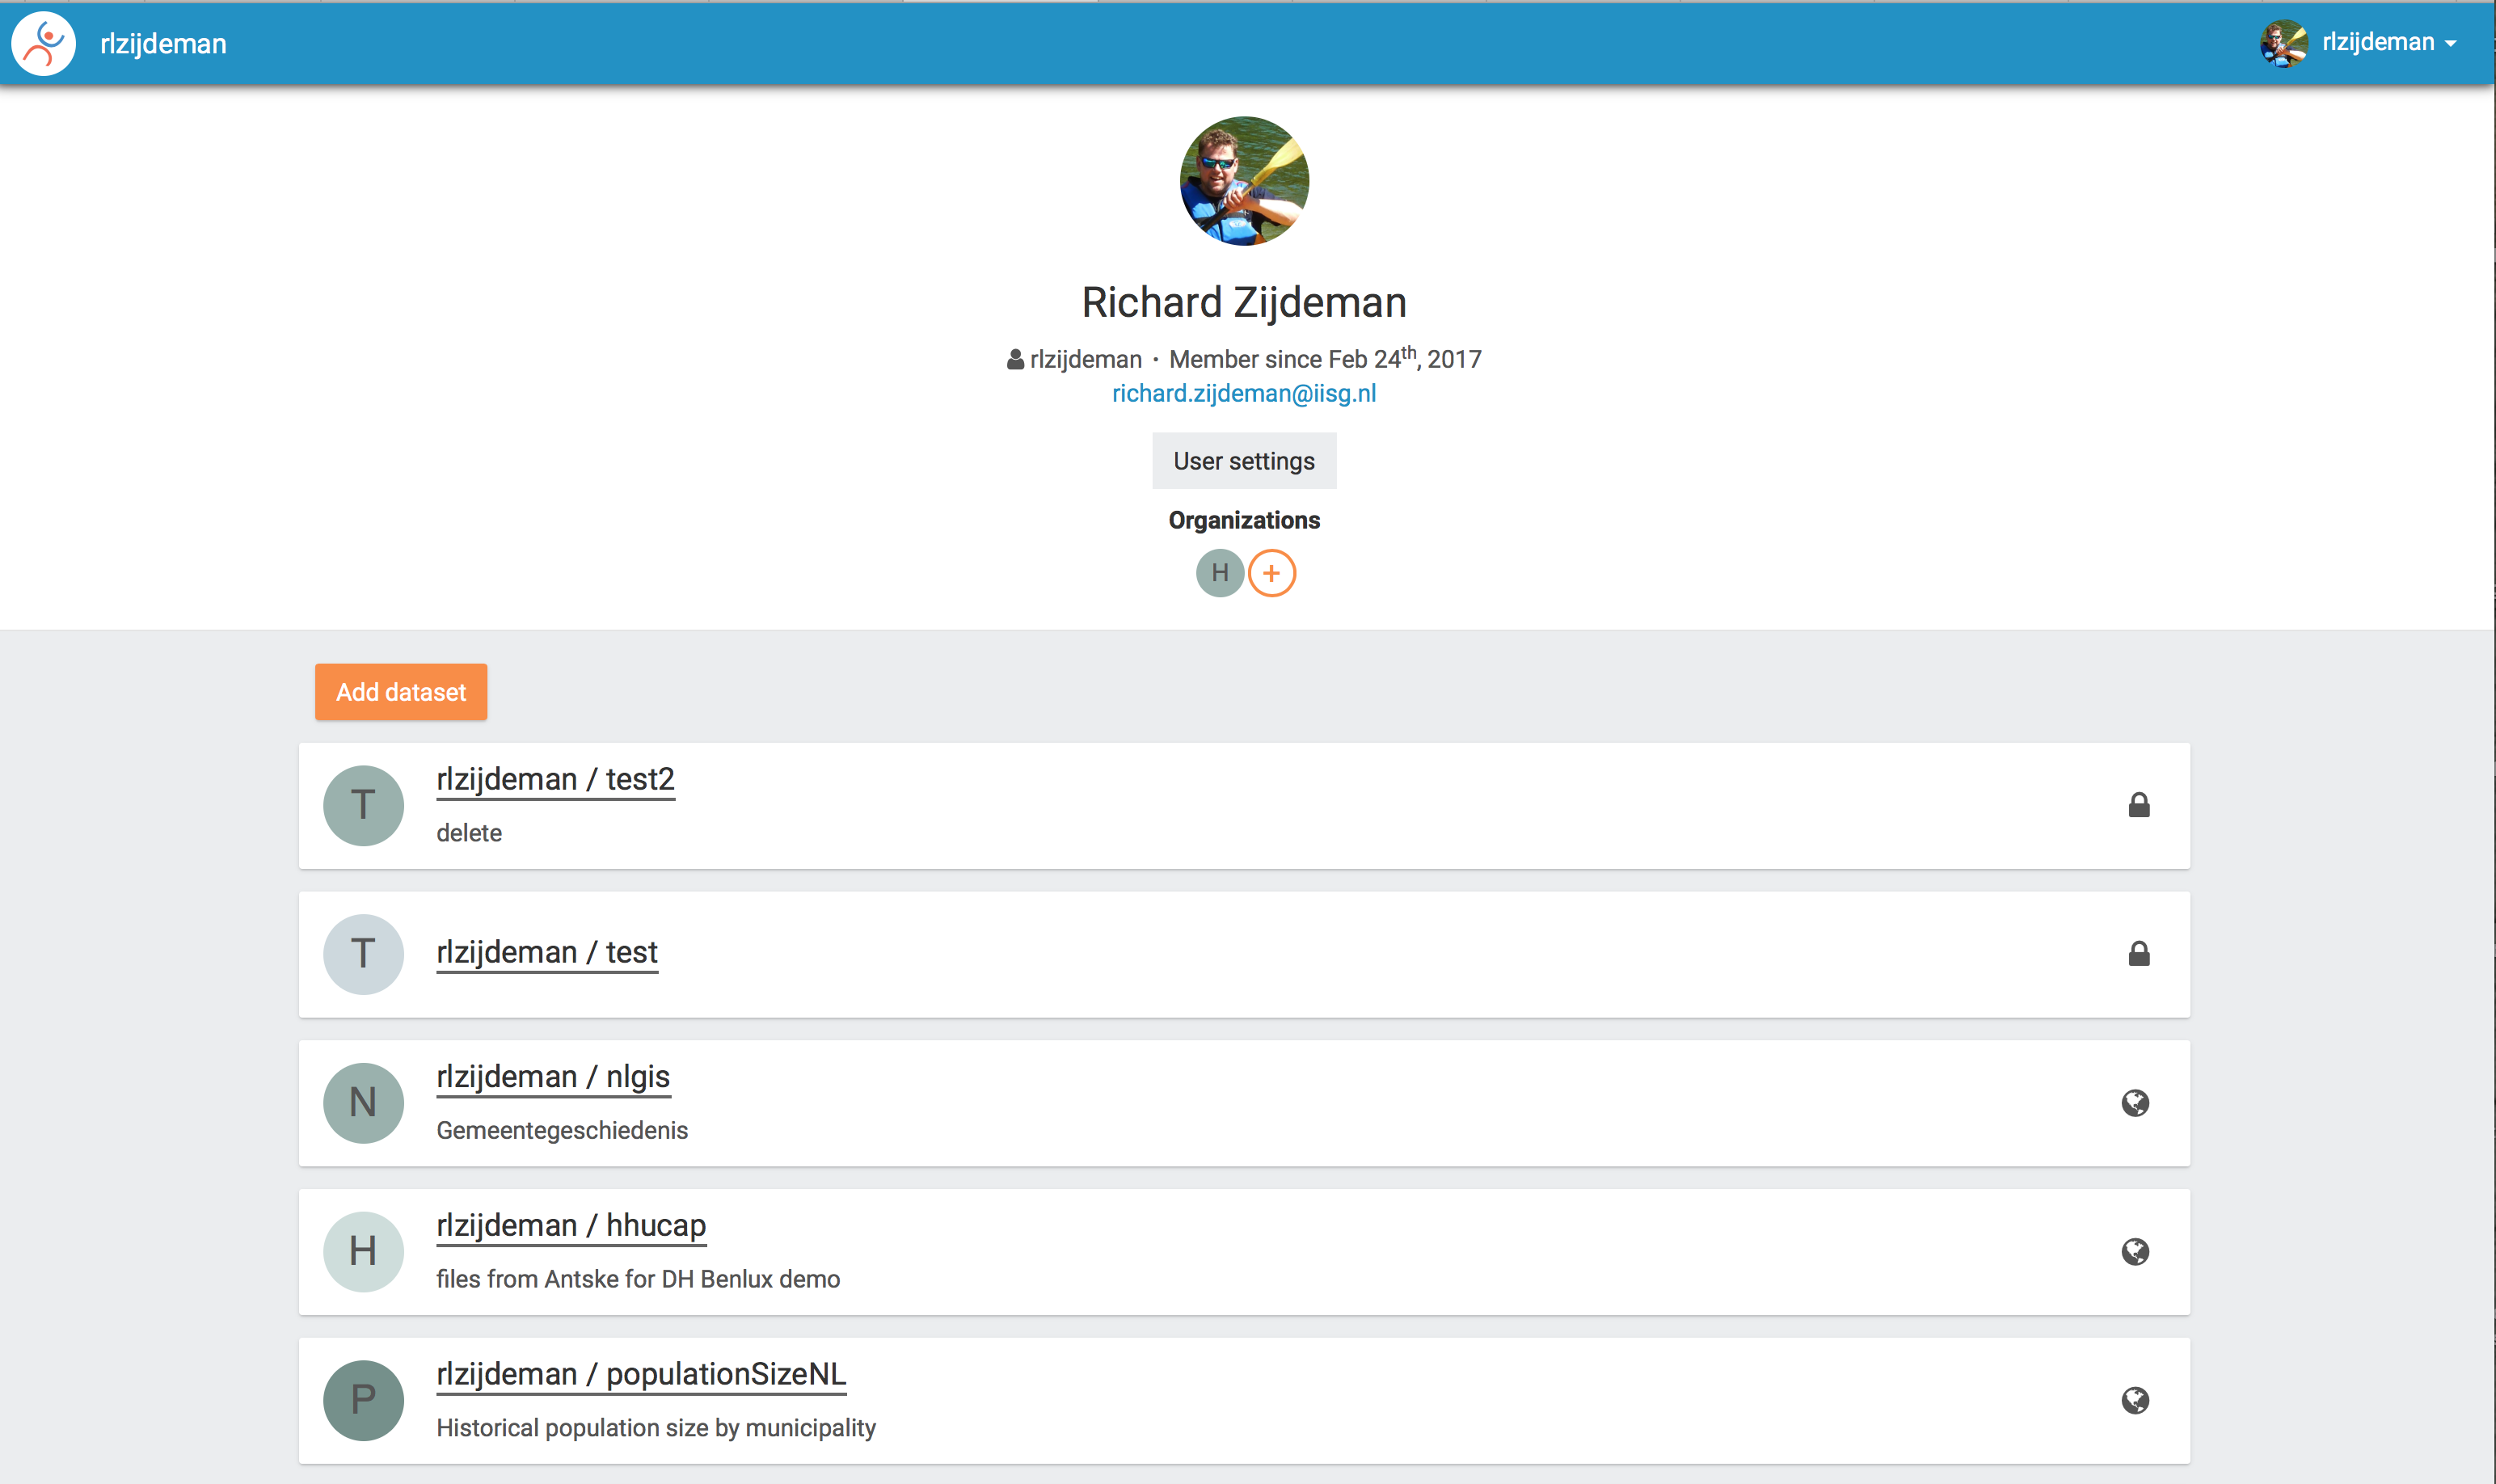 rlzijdeman
rlzijdeman
Richard Zijdeman
rlzijdeman · Member since Feb 24th, 2017
richard.zijdeman@iisg.nl
User settings
Organizations
H +
Add dataset
T
rlzijdeman / test2
delete
T
rlzijdeman / test
N
rlzijdeman / nlgis
Gemeentegeschiedenis
H
rlzijdeman / hhucap
files from Antske for DH Benlux demo
P
rlzijdeman / populationSizeNL
Historical population size by municipality